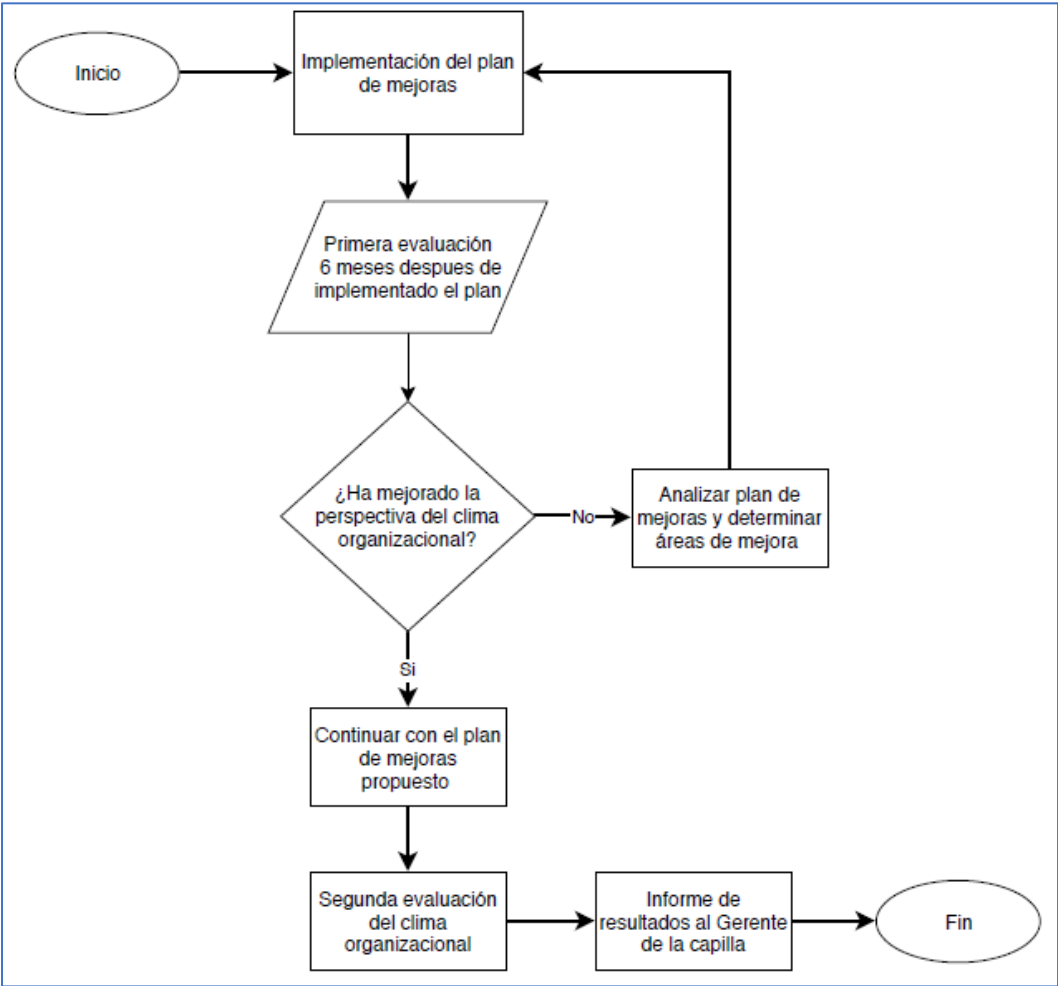 Inicio
Implementación del plan
de mejoras
Primera evaluación
6 meses despues de
implementado el plan
¿Ha mejorado la
perspectiva del clima
organizacional?
No
Analizar plan de
mejoras y determinar
áreas de mejora
Si
Continuar con el plan
de mejoras
propuesto
Segunda evaluación
del clima
organizacional
Informe de
resultados al Gerente
de la capilla
Fin